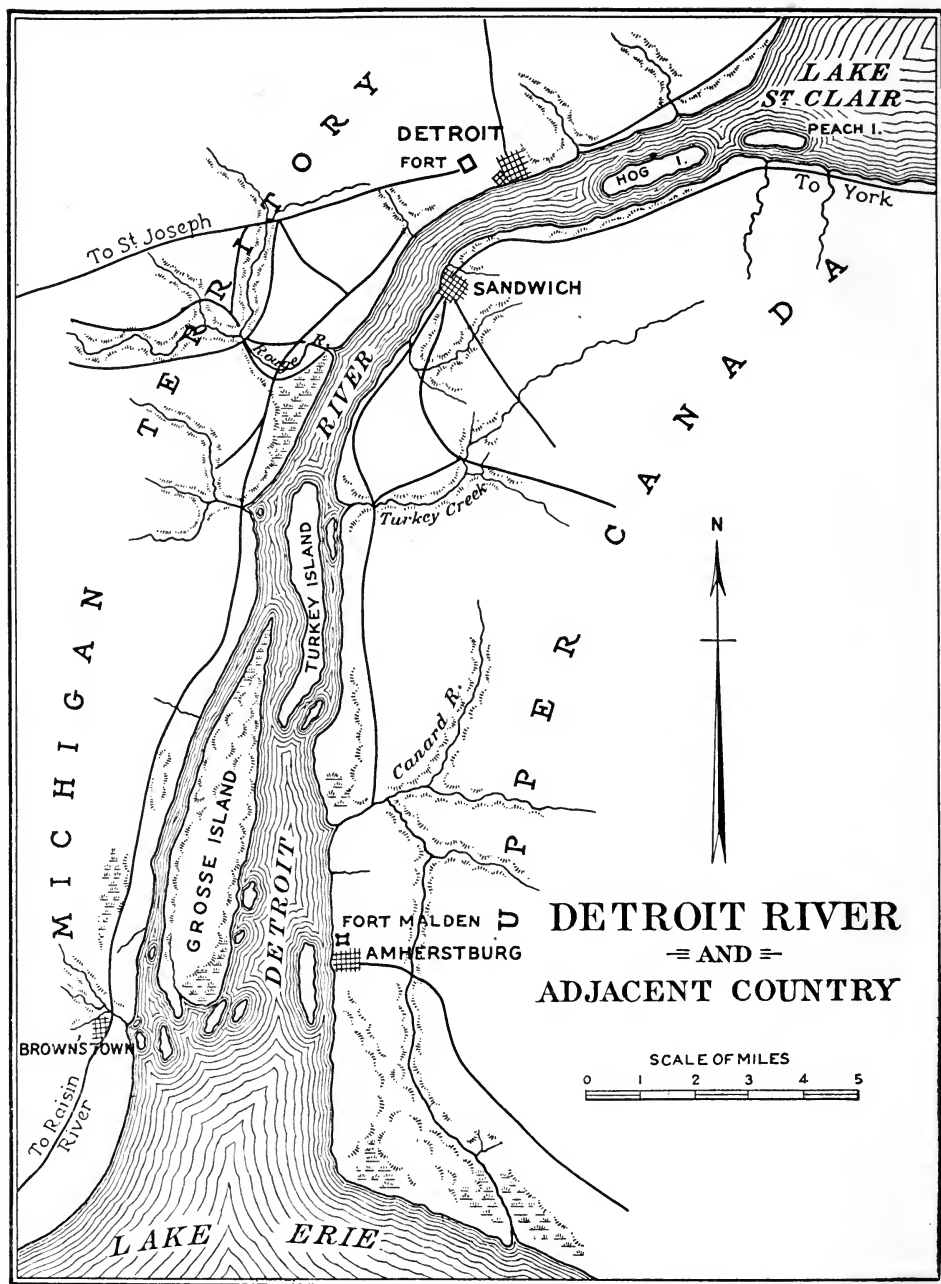 LAKE
ST. CLAIR
PEACH I.
DETROIT
FORT
HOG I.
To York
To St. Joseph
SANDWICH
Rouge R.
RIVER
TERRITORY
CANADA
Turkey Creek
N
TURKEY ISLAND
MICHIGAN
UPPER
Canard R.
GROSSE ISLAND
DETROIT
FORT MALDEN
AMHERSTBURG
DETROIT RIVER
AND
ADJACENT COUNTRY
BROWNSTOWN
SCALE OF MILES
0 1 2 3 4 5
To Raisin
River
LAKE ERIE